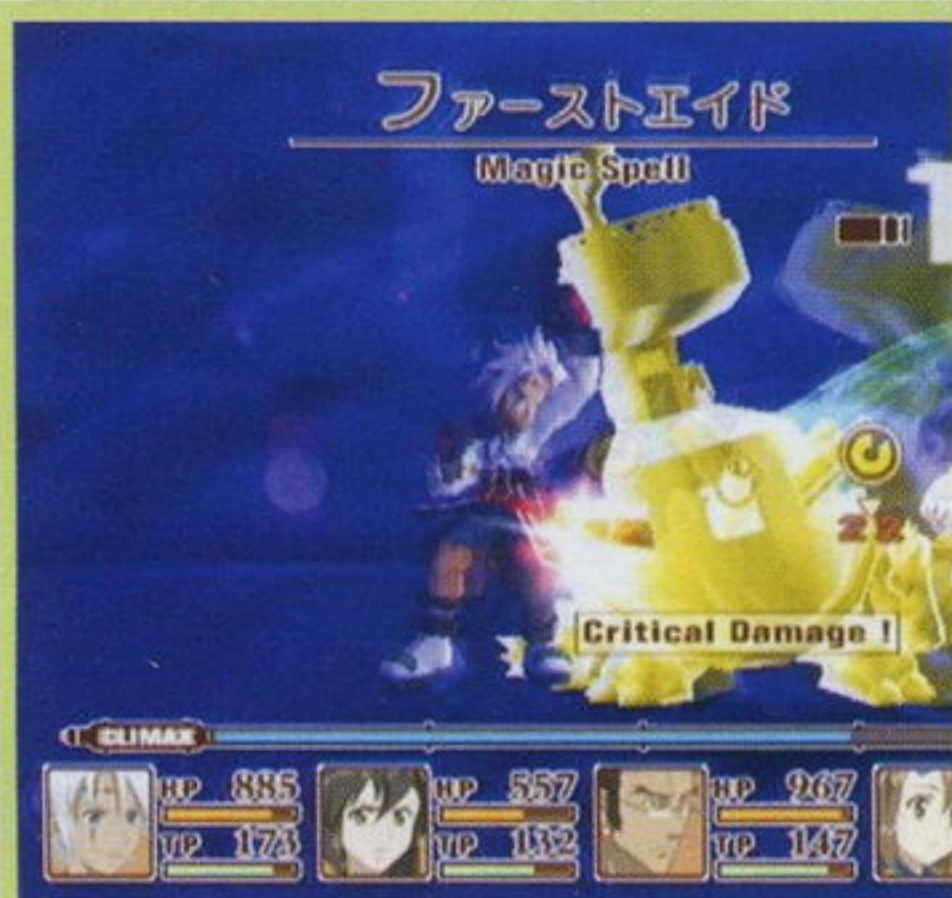 ファーストエイド
Magic Spell
22
Critical Damage !
CLIMAX
HP 885 HP 557 HP 967
TP 173 TP 132 TP 147